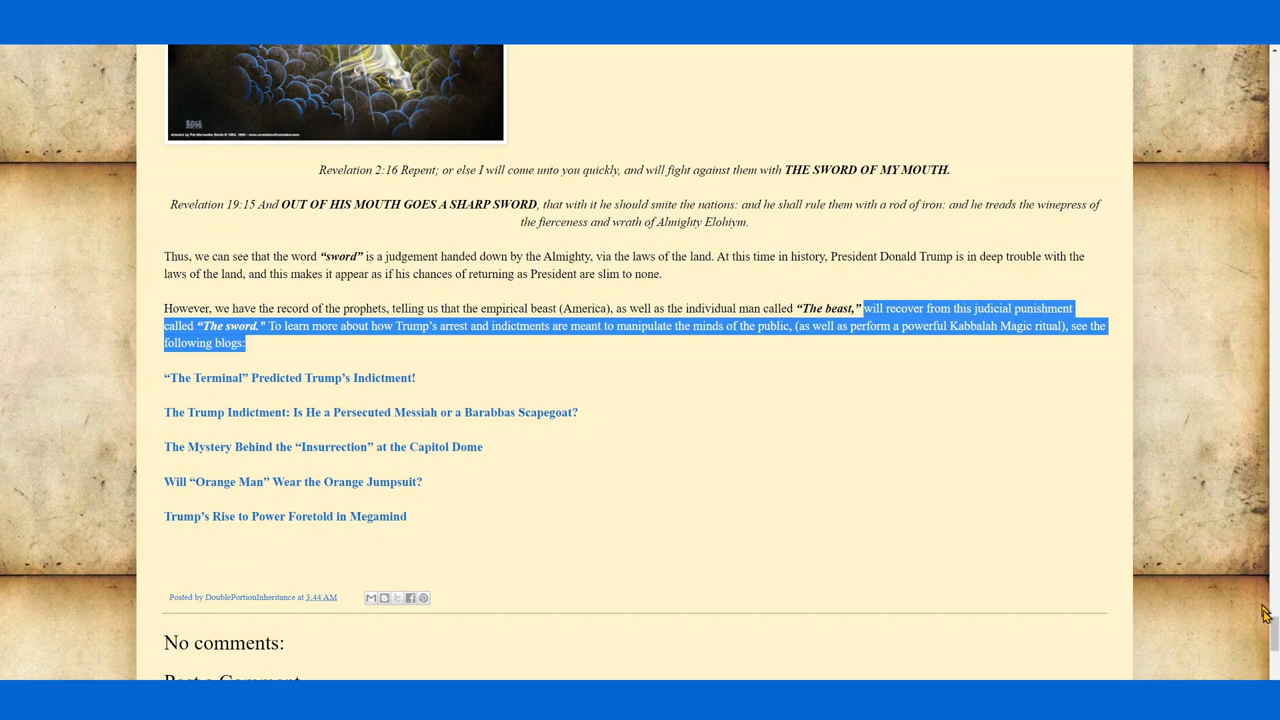 Artwork by Pat Marvenko Smith © 1982, 1992 - www.revelationillustrated.com
Revelation 2:16 Repent; or else I will come unto you quickly, and will fight against them with THE SWORD OF MY MOUTH.
Revelation 19:15 And OUT OF HIS MOUTH GOES A SHARP SWORD, that with it he should smite the nations: and he shall rule them with a rod of iron: and he treads the winepress of
the fierceness and wrath of Almighty Elohiym.
Thus, we can see that the word “sword” is a judgement handed down by the Almighty, via the laws of the land. At this time in history, President Donald Trump is in deep trouble with the
laws of the land, and this makes it appear as if his chances of returning as President are slim to none.
However, we have the record of the prophets, telling us that the empirical beast (America), as well as the individual man called “The beast,” will recover from this judicial punishment
called “The sword.” To learn more about how Trump’s arrest and indictments are meant to manipulate the minds of the public, (as well as perform a powerful Kabbalah Magic ritual), see the
following blogs:
“The Terminal” Predicted Trump’s Indictment!
The Trump Indictment: Is He a Persecuted Messiah or a Barabbas Scapegoat?
The Mystery Behind the “Insurrection” at the Capitol Dome
Will “Orange Man” Wear the Orange Jumpsuit?
Trump’s Rise to Power Foretold in Megamind
Posted by DoublePortionInheritance at 3:44 AM
No comments:
Post a Comment